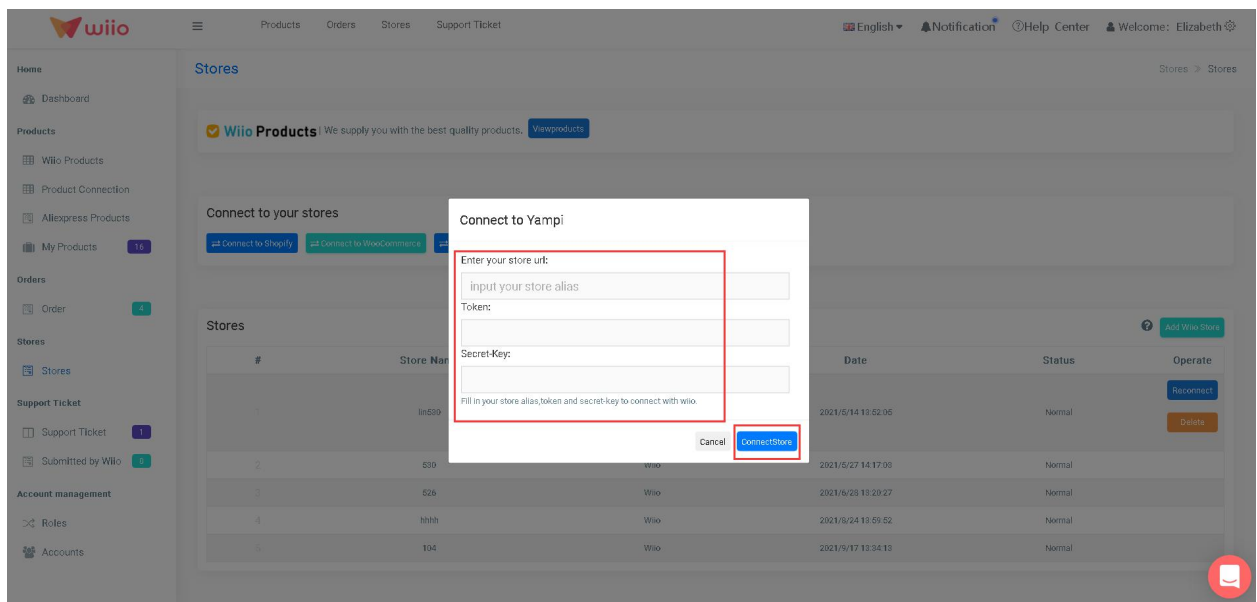 wiio
Products Orders Stores Support Ticket
English Notification Help Center Welcome: Elizabeth
Home
Dashboard
Products
Wiio Products
Product Connection
Aliexpress Products
My Products 16
Orders
Order 4
Stores
Stores
Support Ticket
Support Ticket 1
Submitted by Wiio 0
Account management
Roles
Accounts
Stores
Stores > Stores
Wiio Products | We supply you with the best quality products. Viewproducts
Connect to your stores
Connect to Shopify Connect to WooCommerce
Stores
Add Wiio Store
# Store Nam Date Status Operate
1 lin530 2021/5/14 13:52:06 Normal Reconnect
Delete
2 530 Wiio 2021/5/27 14:17:00 Normal
3 526 Wiio 2021/6/28 13:20:27 Normal
4 hhhh Wiio 2021/8/24 13:59:52 Normal
5 104 Wiio 2021/9/17 13:34:13 Normal
Connect to Yampi
Enter your store url:
input your store alias
Token:
Secret-Key:
Fill in your store alias,token and secret-key to connect with wiio.
Cancel ConnectStore